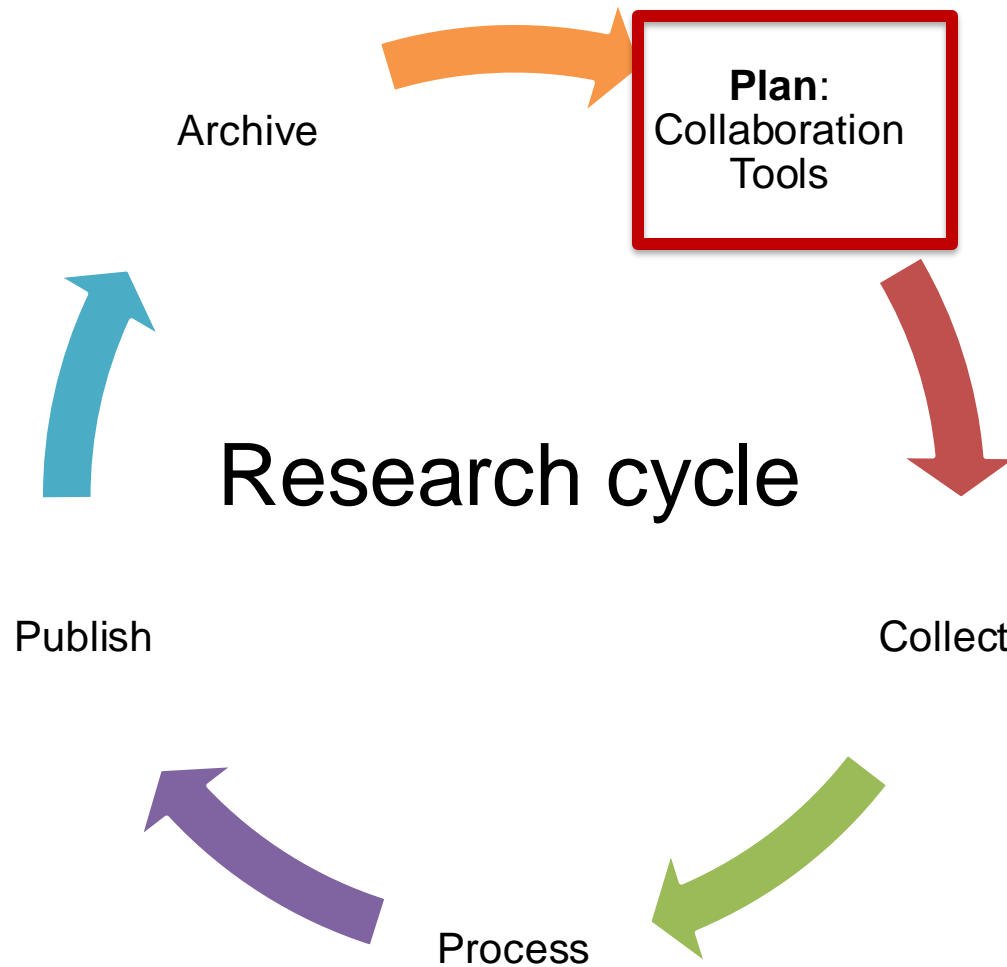 Plan:
Collaboration
Tools
Archive
Research cycle
Publish
Collect
Process